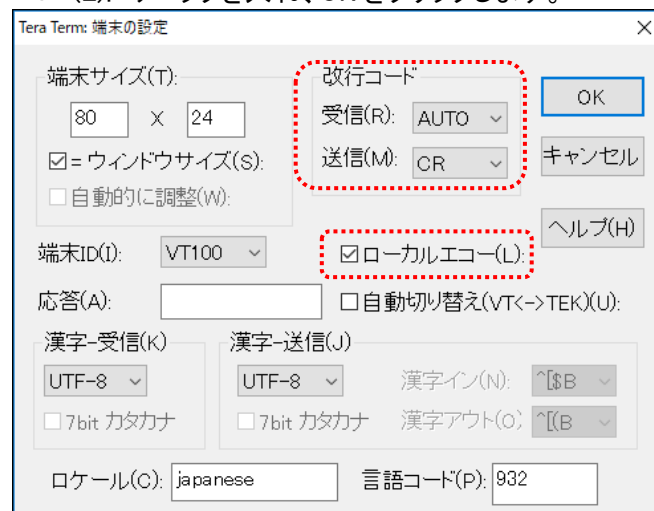 Tera Term: 端末の設定
端末サイズ(T):
80 X 24
☑= ウィンドウサイズ(S):
□自動的に調整(W):
改行コード
受信(R): AUTO
送信(M): CR
OK
キャンセル
ヘルプ(H)
端末ID(I): VT100
☑ローカルエコー(L):
応答(A):
□自動切り替え(VT<->TEK)(U):
漢字-受信(K)
UTF-8
□7bit カタカナ
漢字-送信(J)
UTF-8
□7bit カタカナ
漢字イン(N): ^[$B
漢字アウト(O) ^[(B
ロケール(C): japanese
言語コード(P): 932